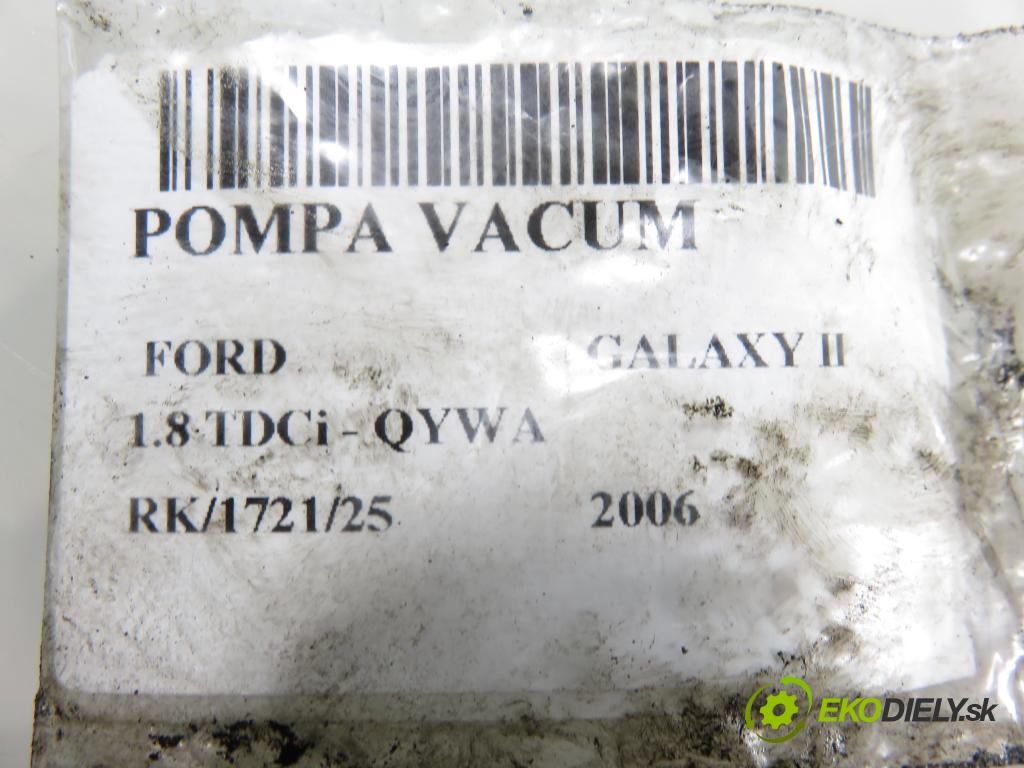 POMPA VACUM
FORD GALAXY II
1.8 TDCi - QYWA
RK/1721/25 2006
EKODIELY.sk